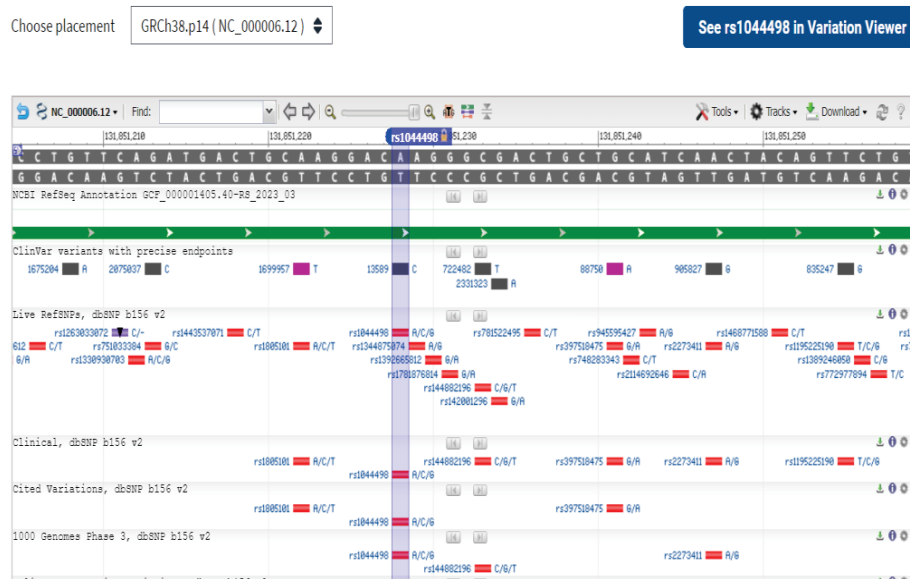 Choose placement GRCh38.p14 ( NC_000006.12 ) See rs1044498 in Variation Viewer
NC_000006.12 Find: Tools Tracks Download ?
131,851,210 131,851,220 rs1044498 51,230 131,851,240 131,851,250
C C T G T T C A G A T G A C T G C A A G G A C A A G G G C G A C T G C T G C A T C A A C T A C A G T T C T G
G G A C A A G T C T A C T G A C G T T C C T G T T C C C G C T G A C G A C G T A G T T G A T G T C A A G A C
NCBI RefSeq Annotation GCF_000001405.40-RS_2023_03
ClinVar variants with precise endpoints
1675204 A 2075037 C 1699957 T 13589 C 722482 T 88750 A 905827 G 835247 G
2331323 A
Live RefSNPs, dbSNP b156 v2
rs1263033072 C/- rs1443537071 C/T rs1044498 A/C/G rs781522495 C/T rs945595427 A/G rs1468771588 C/T rs1
612 C/T rs751033384 G/C rs1805101 A/C/T rs1344875074 A/G rs397518475 G/A rs2273411 A/G rs1195225190 T/C/G rs7
G/A rs1330930703 A/C/G rs1392665812 G/A rs748283343 C/T rs1389246050 C/G
rs1781876814 G/A rs2114692646 C/A rs772977894 T/C
rs144882196 C/G/T
rs142001296 G/A
Clinical, dbSNP b156 v2
rs1805101 A/C/T rs144882196 C/G/T rs397518475 G/A rs2273411 A/G rs1195225190 T/C/G
rs1044498 A/C/G
Cited Variations, dbSNP b156 v2
rs1805101 A/C/T rs397518475 G/A
rs1044498 A/C/G
1000 Genomes Phase 3, dbSNP b156 v2
rs1044498 A/C/G rs2273411 A/G
rs144882196 C/G/T